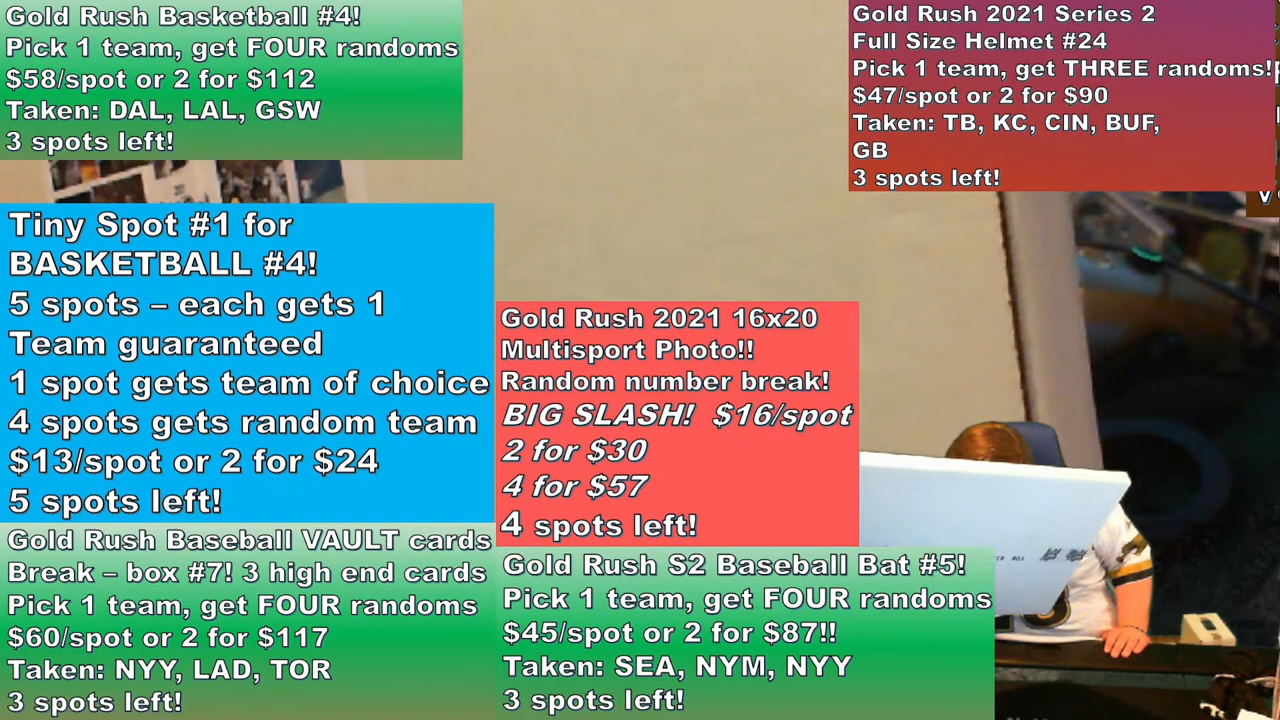 Gold Rush Basketball #4!
Pick 1 team, get FOUR randoms
$58/spot or 2 for $112
Taken: DAL, LAL, GSW
3 spots left!
Gold Rush 2021 Series 2
Full Size Helmet #24
Pick 1 team, get THREE randoms!
$47/spot or 2 for $90
Taken: TB, KC, CIN, BUF,
GB
3 spots left!
Tiny Spot #1 for
BASKETBALL #4!
5 spots – each gets 1
Team guaranteed
1 spot gets team of choice
4 spots gets random team
$13/spot or 2 for $24
5 spots left!
Gold Rush 2021 16x20
Multisport Photo!!
Random number break!
BIG SLASH! $16/spot
2 for $30
4 for $57
4 spots left!
Gold Rush Baseball VAULT cards
Break – box #7! 3 high end cards
Pick 1 team, get FOUR randoms
$60/spot or 2 for $117
Taken: NYY, LAD, TOR
3 spots left!
Gold Rush S2 Baseball Bat #5!
Pick 1 team, get FOUR randoms
$45/spot or 2 for $87!!
Taken: SEA, NYM, NYY
3 spots left!